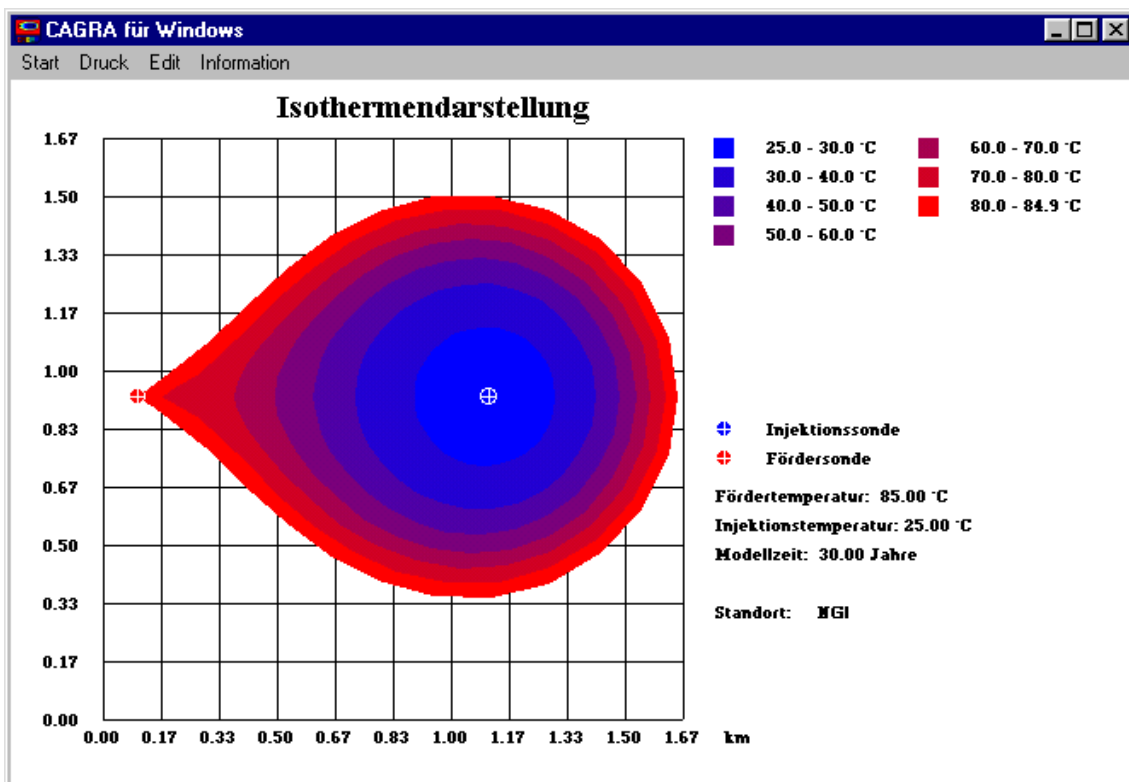 CAGRA für Windows
Start Druck Edit Information
Isothermendarstellung
1.67
1.50
1.33
1.17
1.00
0.83
0.67
0.50
0.33
0.17
0.00
0.00 0.17 0.33 0.50 0.67 0.83 1.00 1.17 1.33 1.50 1.67 km
25.0 - 30.0 °C 60.0 - 70.0 °C
30.0 - 40.0 °C 70.0 - 80.0 °C
40.0 - 50.0 °C 80.0 - 84.9 °C
50.0 - 60.0 °C
Injektionssonde
Fördersonde
Fördertemperatur: 85.00 °C
Injektionstemperatur: 25.00 °C
Modellzeit: 30.00 Jahre
Standort: NGI